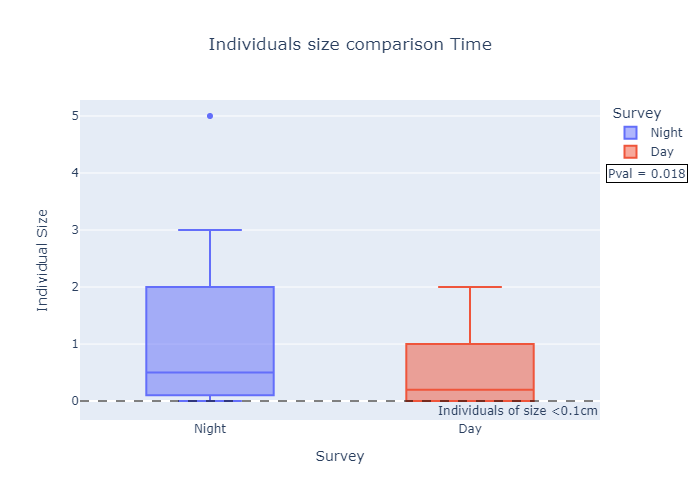 Individuals size comparison Time
Survey
Night
Day
Pval = 0.018
Individual Size
5
4
3
2
1
0
Individuals of size <0.1cm
Night
Day
Survey